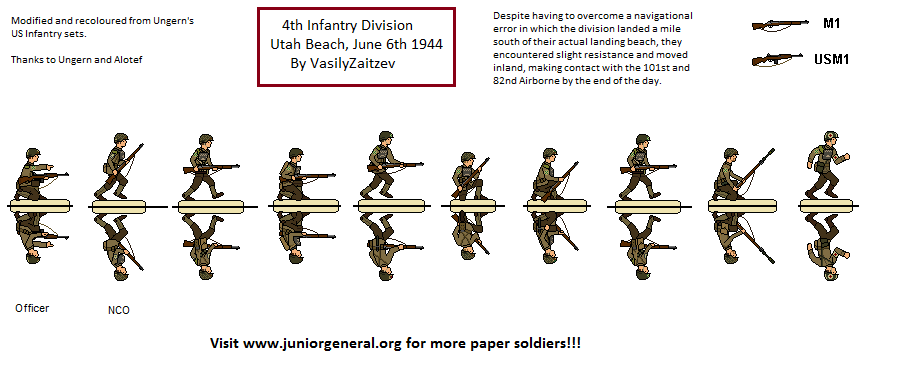 Modified and recoloured from Ungern's
US Infantry sets.
Thanks to Ungern and Alotef
4th Infantry Division
Utah Beach, June 6th 1944
By VasilyZaitzev
Despite having to overcome a navigational
error in which the division landed a mile
south of their actual landing beach, they
encountered slight resistance and moved
inland, making contact with the 101st and
82nd Airborne by the end of the day.
M1
USM1
Officer
NCO
Visit www.juniorgeneral.org for more paper soldiers!!!